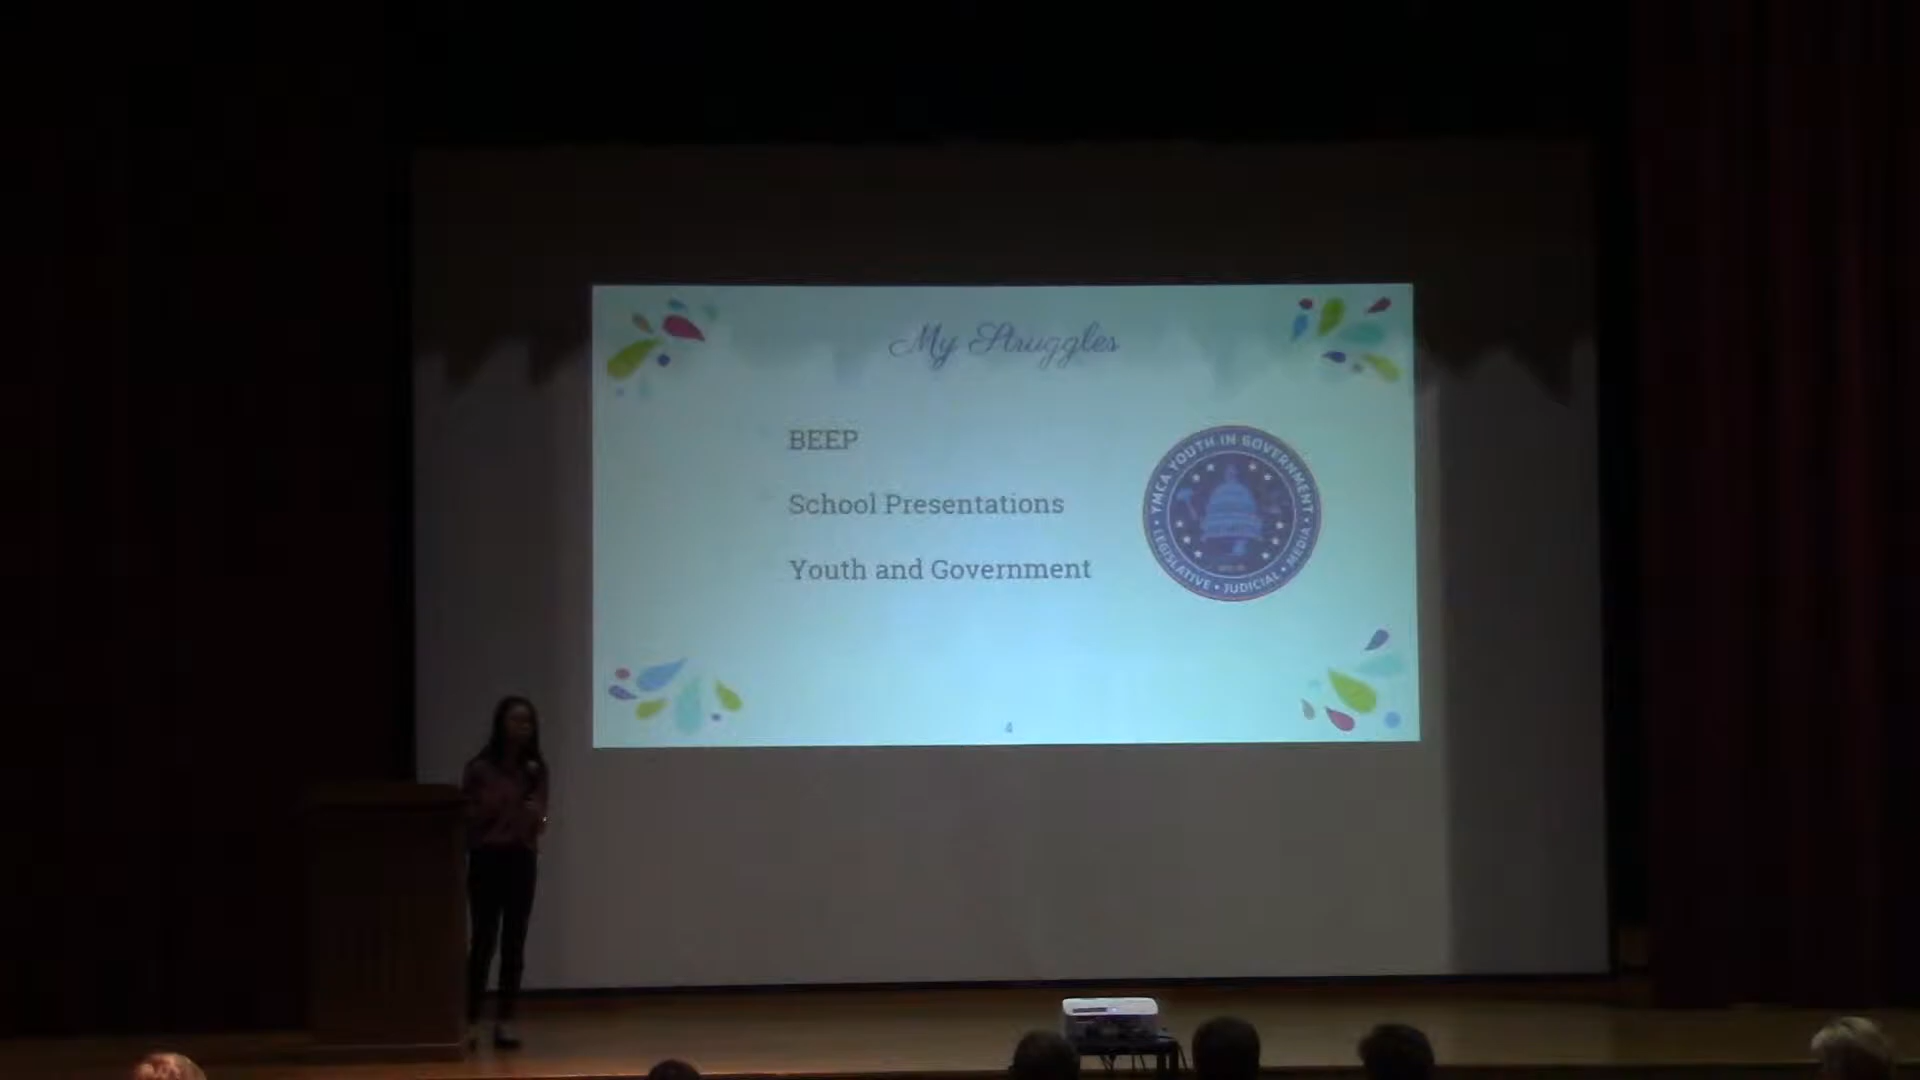 My Struggles
BEEP
School Presentations
Youth and Government
YMCA YOUTH IN GOVERNMENT
LEGISLATIVE • JUDICIAL • MEDIA
4